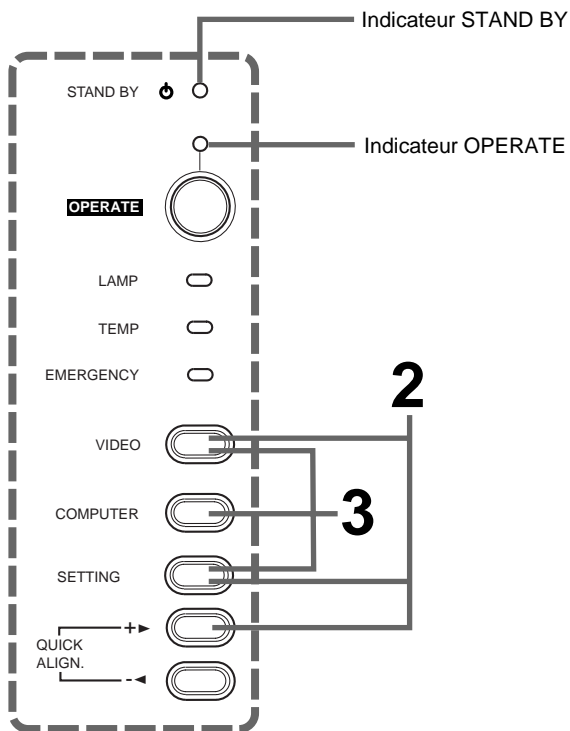 Indicateur STAND BY
STAND BY
Indicateur OPERATE
OPERATE
LAMP
TEMP
EMERGENCY
2
VIDEO
COMPUTER
3
SETTING
+
QUICK
ALIGN.
-